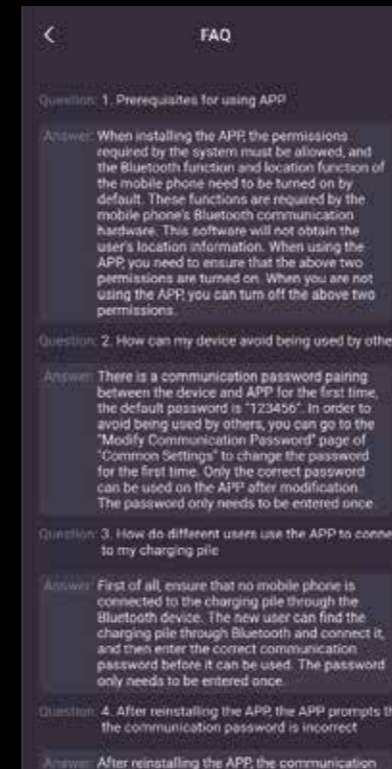 FAQ
Question: 1. Prerequisites for using APP
Answer: When installing the APP, the permissions
required by the system must be allowed, and
the Bluetooth function and location function of
the mobile phone need to be turned on by
default. These functions are required by the
mobile phone's Bluetooth communication
hardware. This software will not obtain the
user's location information. When using the
APP, you need to ensure that the above two
permissions are turned on. When you are not
using the APP, you can turn off the above two
permissions.
Question: 2. How can my device avoid being used by othe
Answer: There is a communication password pairing
between the device and APP for the first time,
the default password is "123456". In order to
avoid being used by others, you can go to the
"Modify Communication Password" page of
"Common Settings" to change the password
for the first time. Only the correct password
can be used on the APP after modification.
The password only needs to be entered once
Question: 3. How do different users use the APP to conne
to my charging pile
Answer: First of all, ensure that no mobile phone is
connected to the charging pile through the
Bluetooth device. The new user can find the
charging pile through Bluetooth and connect it,
and then enter the correct communication
password before it can be used. The password
only needs to be entered once.
Question: 4. After reinstalling the APP, the APP prompts th
the communication password is incorrect
Answer: After reinstalling the APP, the communication